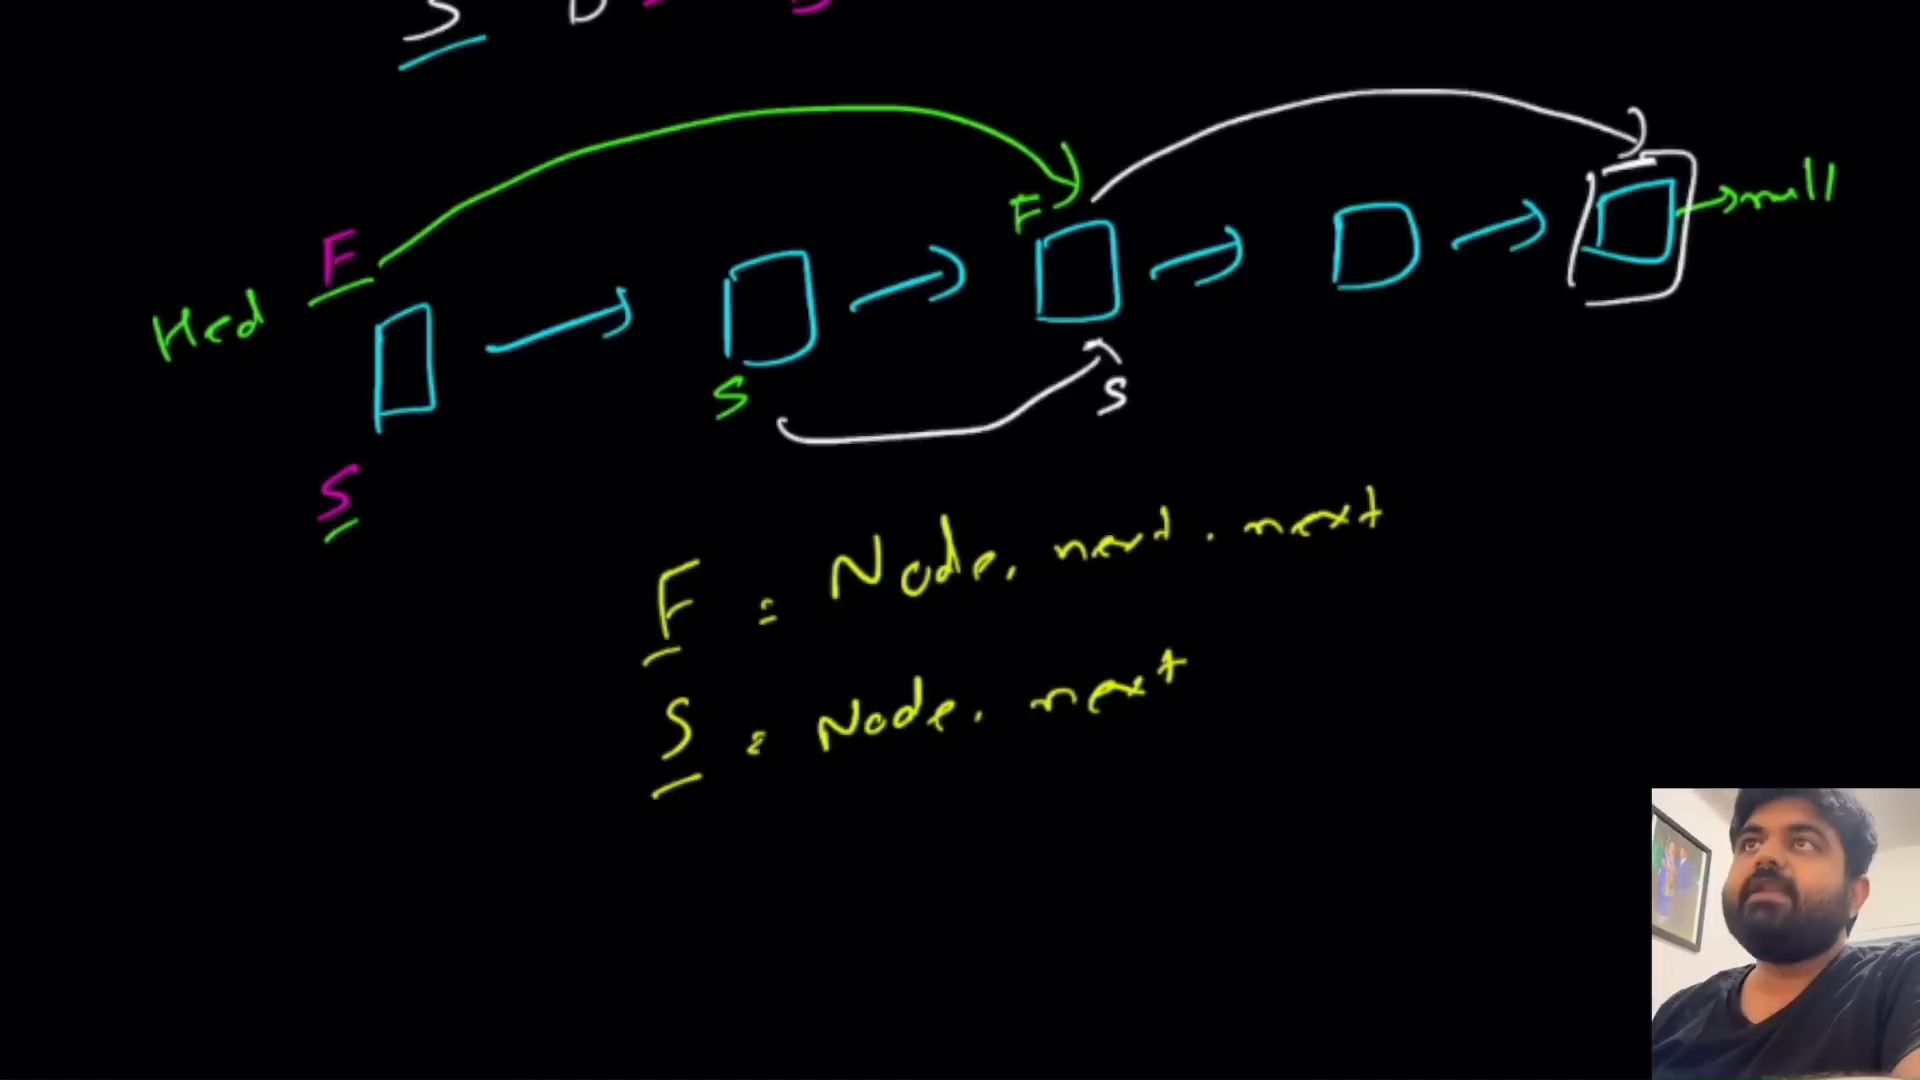 S D
F
F
null
Hed
S
S
S
F = Node. next. next
S = Node. next